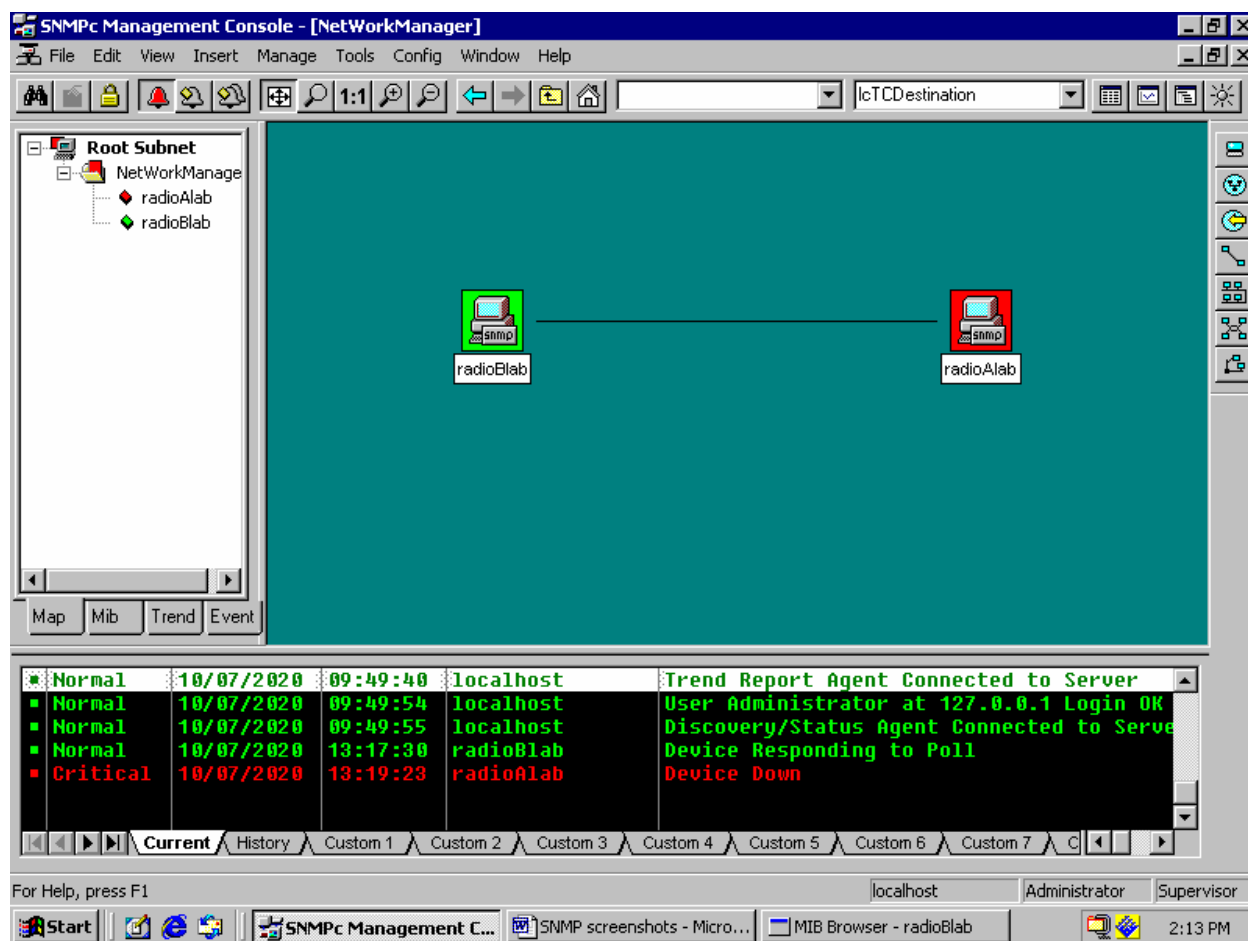 SNMPc Management Console - [NetWorkManager]
File Edit View Insert Manage Tools Config Window Help
1:1 lcTCDestination
Root Subnet
NetWorkManage
radioAlab
radioBlab
snmp snmp
radioBlab radioAlab
Map Mib Trend Event
Normal 10/07/2020 09:49:40 localhost Trend Report Agent Connected to Server
Normal 10/07/2020 09:49:54 localhost User Administrator at 127.0.0.1 Login OK
Normal 10/07/2020 09:49:55 localhost Discovery/Status Agent Connected to Serve
Normal 10/07/2020 13:17:30 radioBlab Device Responding to Poll
Critical 10/07/2020 13:19:23 radioAlab Device Down
Current History Custom 1 Custom 2 Custom 3 Custom 4 Custom 5 Custom 6 Custom 7 C
For Help, press F1 localhost Administrator Supervisor
Start SNMPc Management C... SNMP screenshots - Micro... MIB Browser - radioBlab 2:13 PM